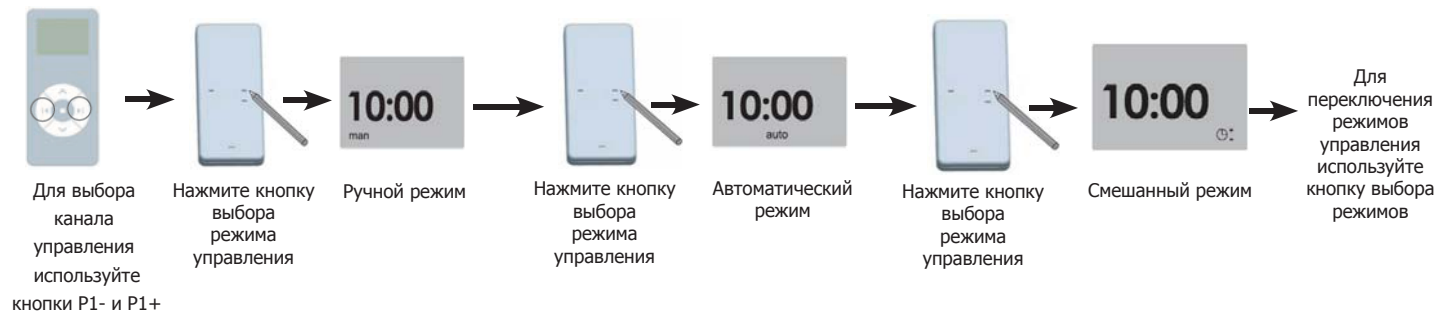 Для выбора
канала
управления
используйте
кнопки P1- и P1+
Нажмите кнопку
выбора
режима
управления
10:00
man
Ручной режим
Нажмите кнопку
выбора
режима
управления
10:00
auto
Автоматический
режим
Нажмите кнопку
выбора
режима
управления
10:00
Смешанный режим
Для
переключения
режимов
управления
используйте
кнопку выбора
режимов